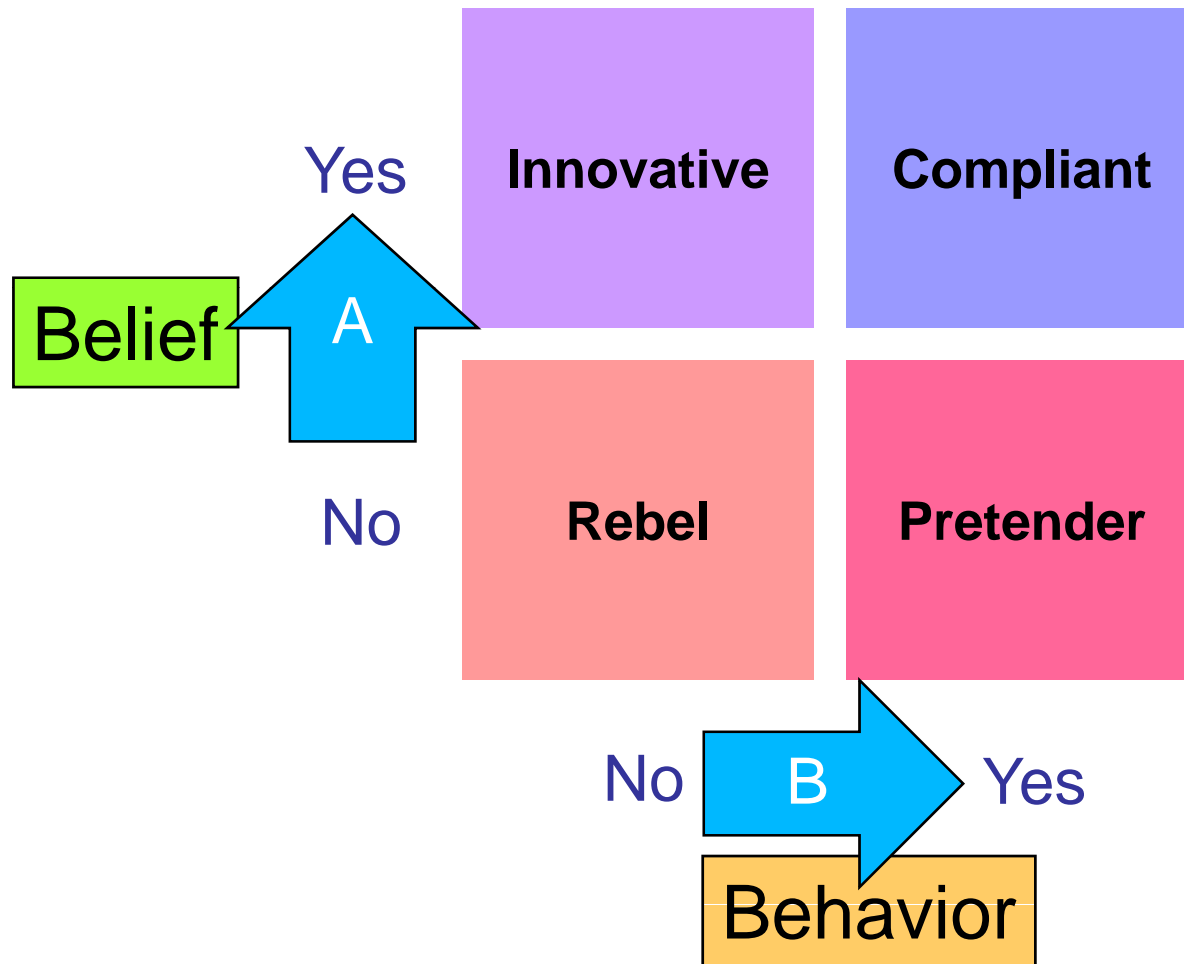 Yes
Innovative
Compliant
Belief
A
No
Rebel
Pretender
No
B
Yes
Behavior